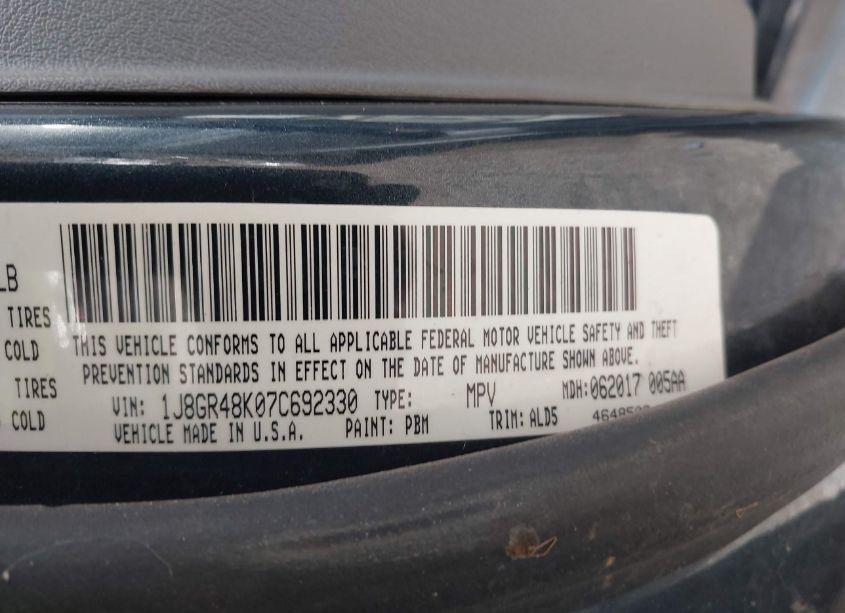 LB
TIRES
COLD
TIRES
COLD
THIS VEHICLE CONFORMS TO ALL APPLICABLE FEDERAL MOTOR VEHICLE SAFETY AND THEFT
PREVENTION STANDARDS IN EFFECT ON THE DATE OF MANUFACTURE SHOWN ABOVE.
VIN: 1J8GR48K07C692330 TYPE: MPV MDH:062017 005AA
VEHICLE MADE IN U.S.A. PAINT: PBM TRIM: ALD5